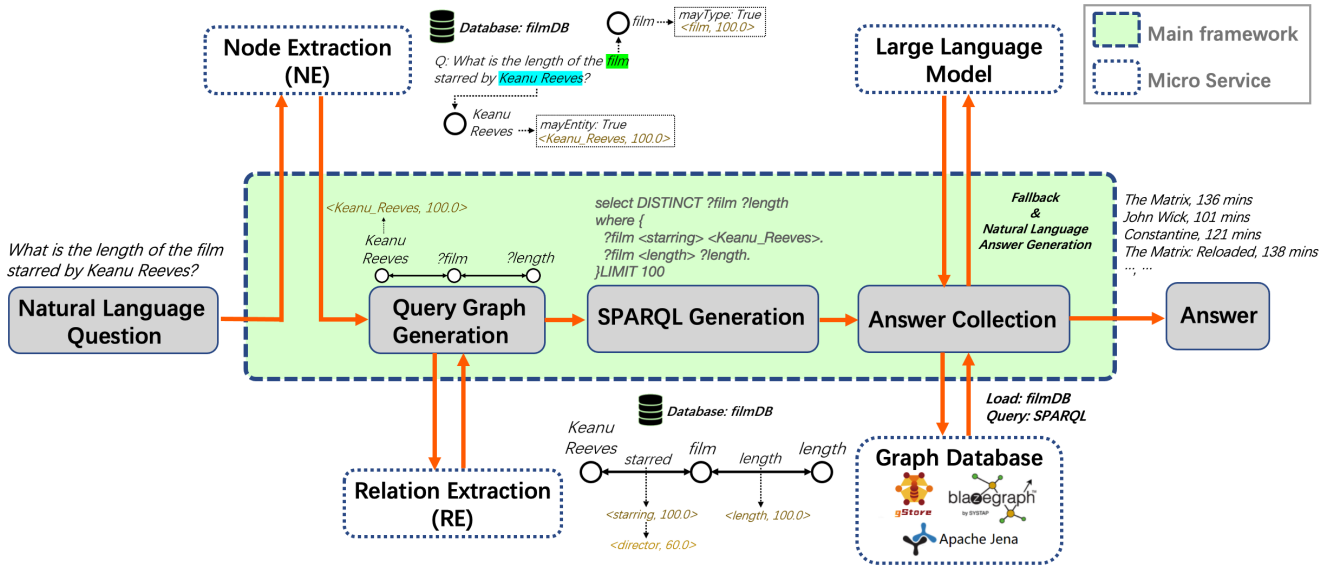 Node Extraction
(NE)
Database: filmDB
film
mayType: True
<film, 100.0>
Q: What is the length of the film
starred by Keanu Reeves?
Keanu
Reeves
mayEntity: True
<Keanu_Reeves, 100.0>
Large Language
Model
Main framework
Micro Service
What is the length of the film
starred by Keanu Reeves?
Natural Language
Question
<Keanu_Reeves, 100.0>
Keanu
Reeves
?film
?length
Query Graph
Generation
select DISTINCT ?film ?length
where {
?film <starring> <Keanu_Reeves>.
?film <length> ?length.
}LIMIT 100
SPARQL Generation
Fallback
&
Natural Language
Answer Generation
Answer Collection
The Matrix, 136 mins
John Wick, 101 mins
Constantine, 121 mins
The Matrix: Reloaded, 138 mins
..., ...
Answer
Relation Extraction
(RE)
Database: filmDB
Keanu
Reeves
starred
film
length
length
<starring, 100.0>
<length, 100.0>
<director, 60.0>
Load: filmDB
Query: SPARQL
Graph Database
gStore
blazegraph™
by SYSTAP
Apache Jena